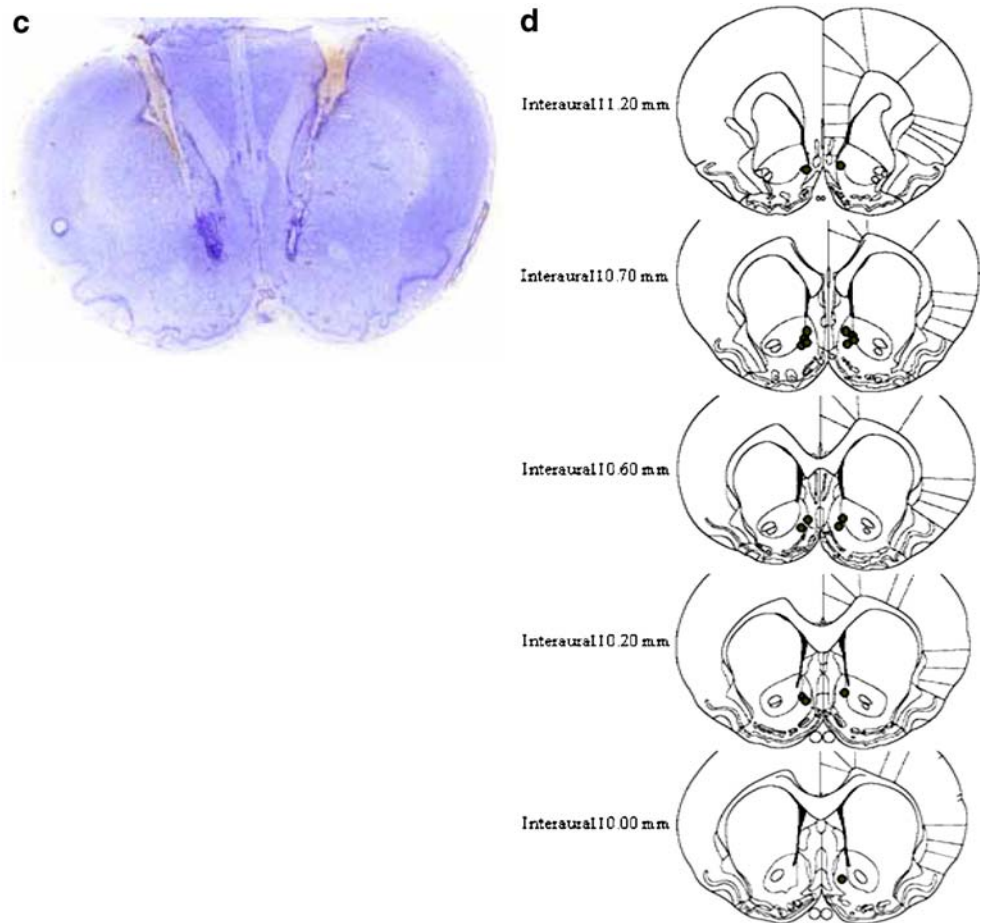 c
d
Interaural 11.20 mm
Interaural 10.70 mm
Interaural 10.60 mm
Interaural 10.20 mm
Interaural 10.00 mm